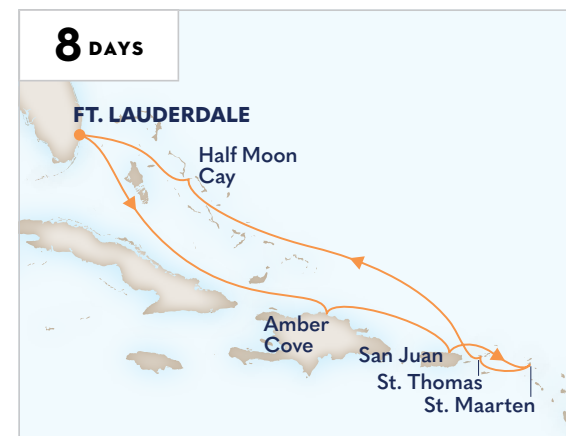 8 DAYS
FT. LAUDERDALE
Half Moon
Cay
Amber
Cove
San Juan
St. Thomas
St. Maarten